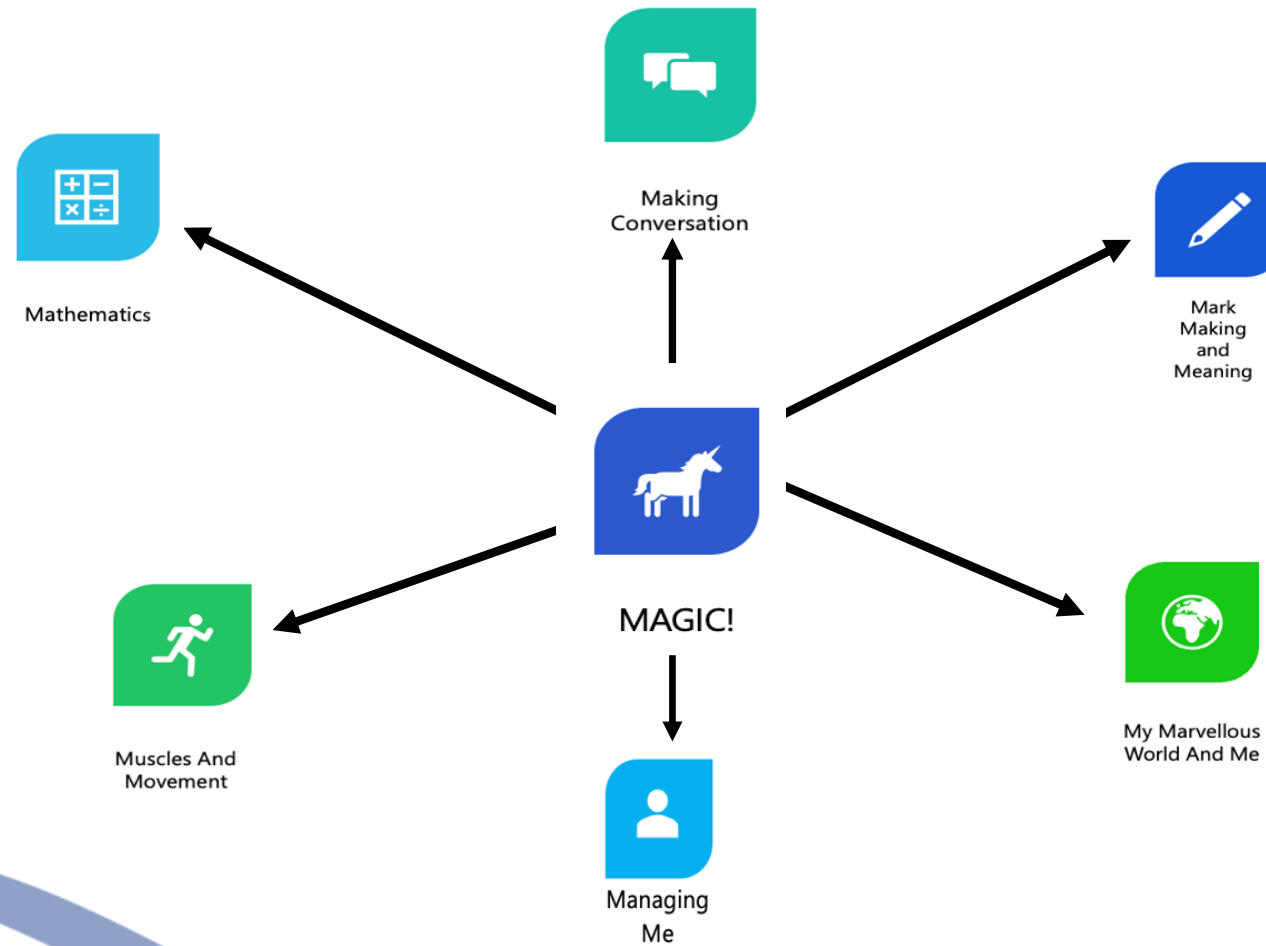 Making
Conversation
Mathematics
Mark
Making
and
Meaning
MAGIC!
Muscles And
Movement
My Marvellous
World And Me
Managing
Me